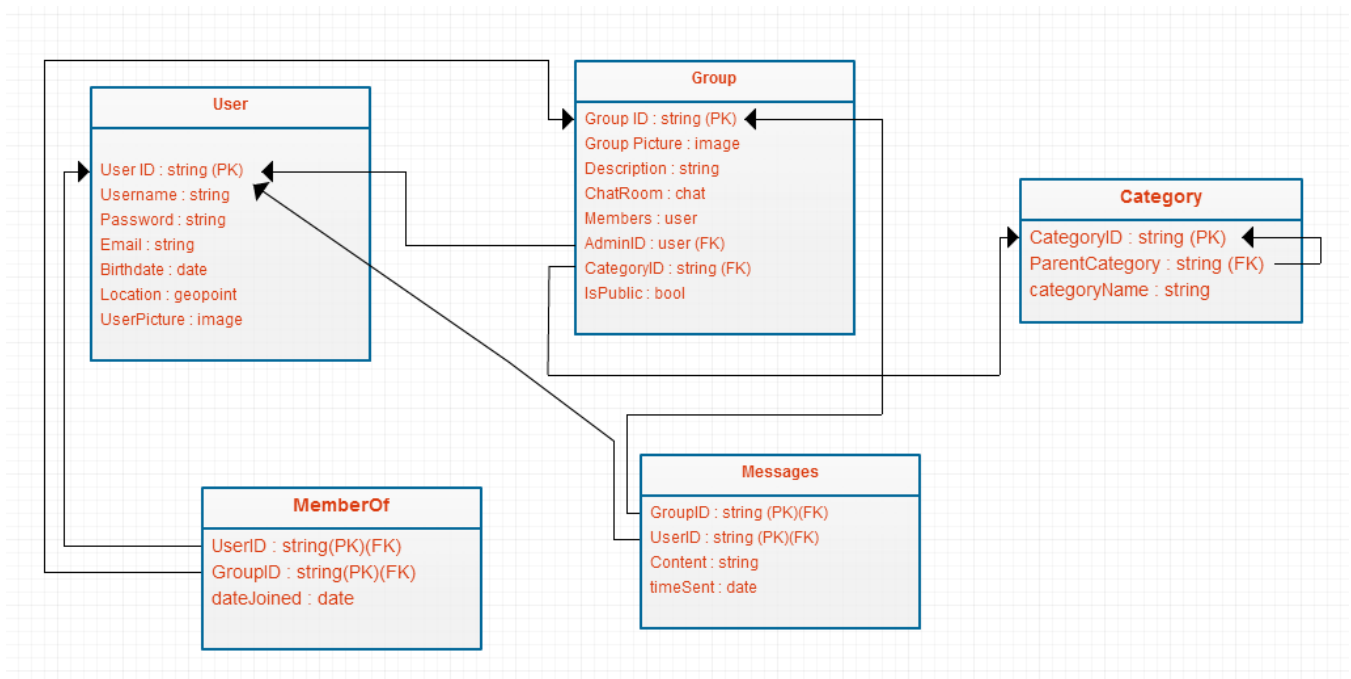 User
User ID : string (PK)
Username : string
Password : string
Email : string
Birthdate : date
Location : geopoint
UserPicture : image
Group
Group ID : string (PK)
Group Picture : image
Description : string
ChatRoom : chat
Members : user
AdminID : user (FK)
CategoryID : string (FK)
IsPublic : bool
Category
CategoryID : string (PK)
ParentCategory : string (FK)
categoryName : string
MemberOf
UserID : string(PK)(FK)
GroupID : string(PK)(FK)
dateJoined : date
Messages
GroupID : string (PK)(FK)
UserID : string (PK)(FK)
Content : string
timeSent : date